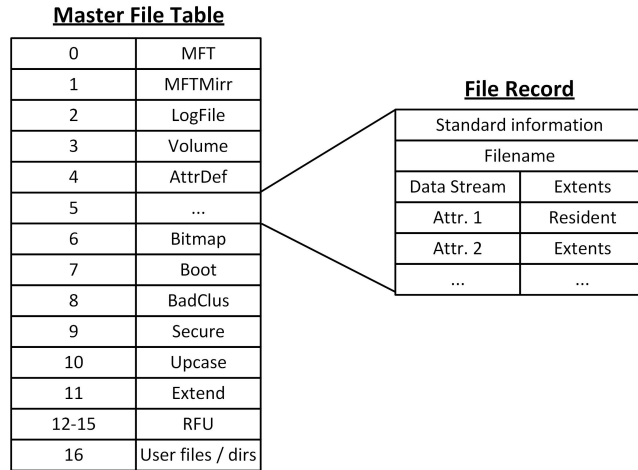 Master File Table
0 MFT
1 MFTMirr
2 LogFile
3 Volume
4 AttrDef
5 ...
6 Bitmap
7 Boot
8 BadClus
9 Secure
10 Upcase
11 Extend
12-15 RFU
16 User files / dirs
File Record
Standard information
Filename
Data Stream Extents
Attr. 1 Resident
Attr. 2 Extents
... ...